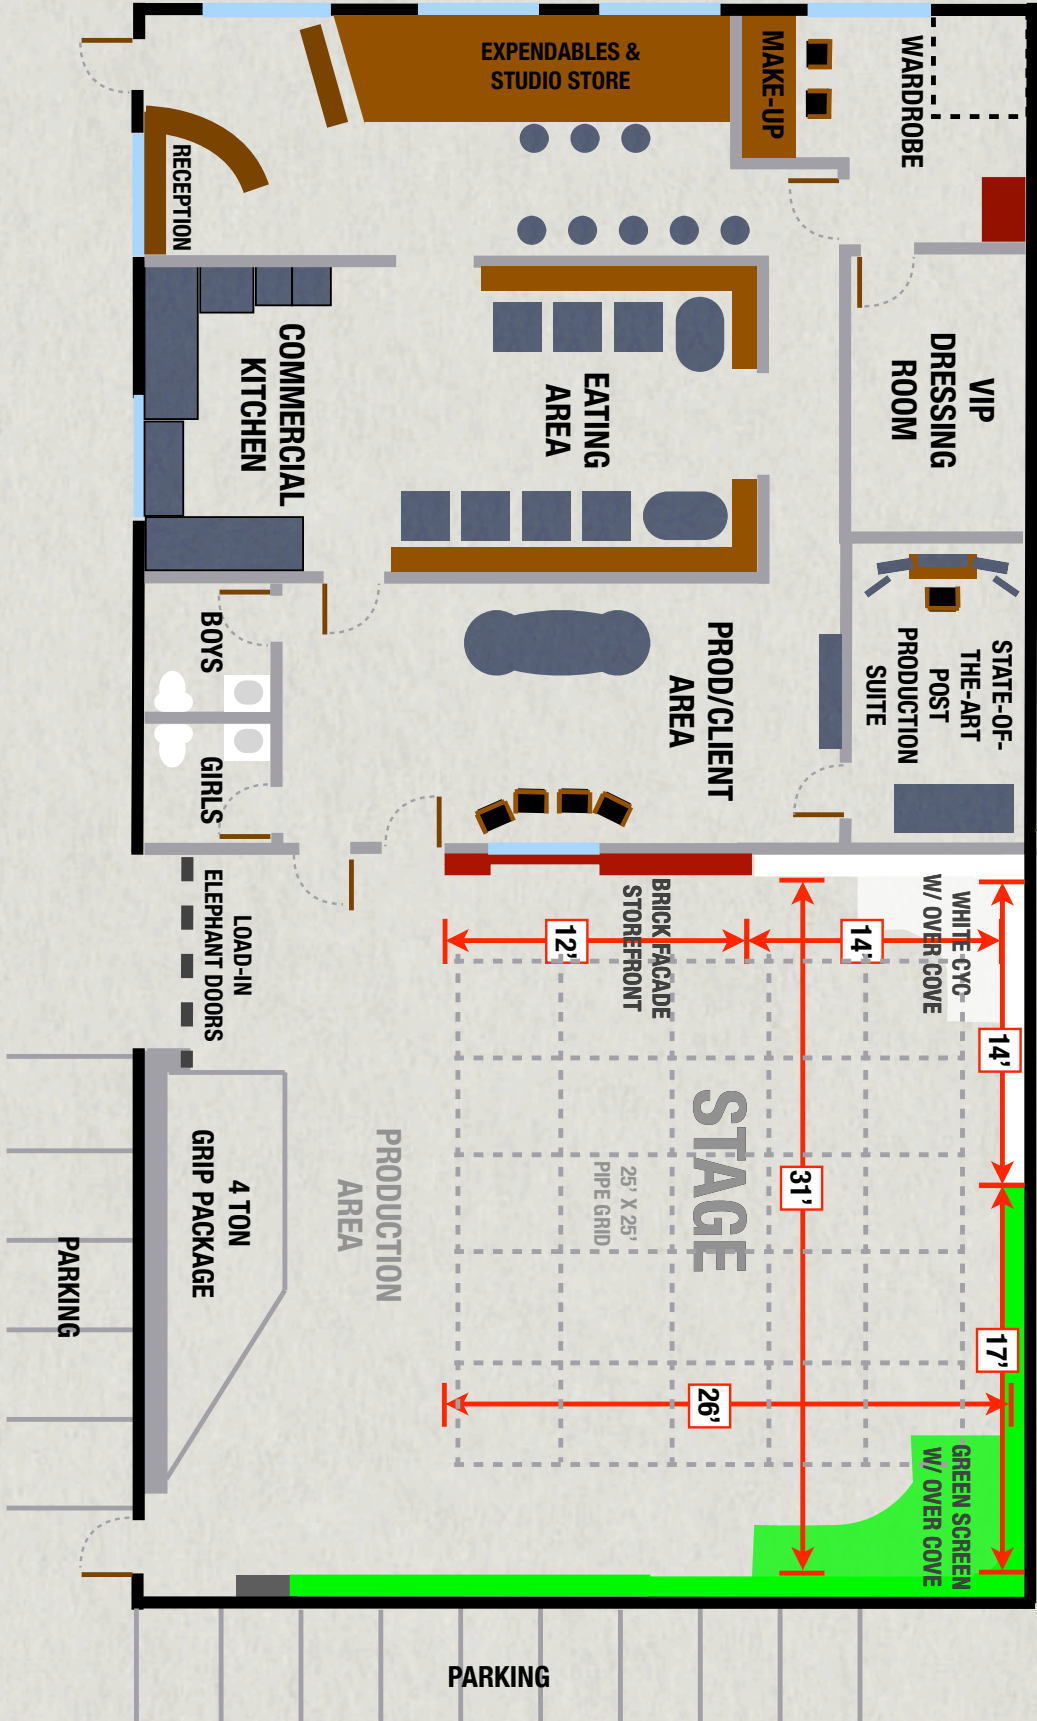 EXPENDABLES &
STUDIO STORE
MAKE-UP
WARDROBE
RECEPTION
COMMERCIAL
KITCHEN
EATING
AREA
VIP
DRESSING
ROOM
BOYS
GIRLS
PROD/CLIENT
AREA
STATE-OF-
THE-ART
POST
PRODUCTION
SUITE
LOAD-IN
ELEPHANT DOORS
BRICK FACADE
STOREFRONT
WHITE CYC
W/ OVER COVE
12'
14'
14'
31'
17'
26'
STAGE
25' X 25'
PIPE GRID
PRODUCTION
AREA
4 TON
GRIP PACKAGE
GREEN SCREEN
W/ OVER COVE
PARKING
PARKING